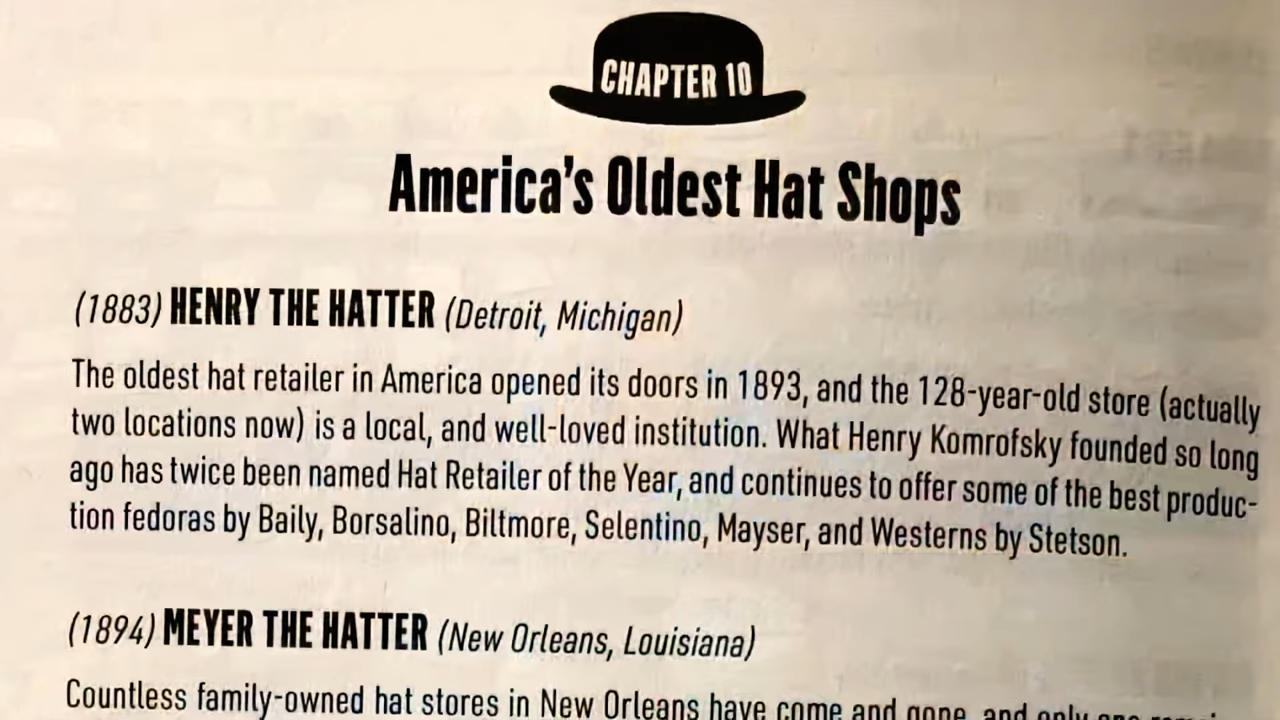 CHAPTER 10
America's Oldest Hat Shops
(1883) HENRY THE HATTER (Detroit, Michigan)
The oldest hat retailer in America opened its doors in 1893, and the 128-year-old store (actually
two locations now) is a local, and well-loved institution. What Henry Komrofsky founded so long
ago has twice been named Hat Retailer of the Year, and continues to offer some of the best produc-
tion fedoras by Baily, Borsalino, Biltmore, Selentino, Mayser, and Westerns by Stetson.
(1894) MEYER THE HATTER (New Orleans, Louisiana)
Countless family-owned hat stores in New Orleans have come and gone, and only one